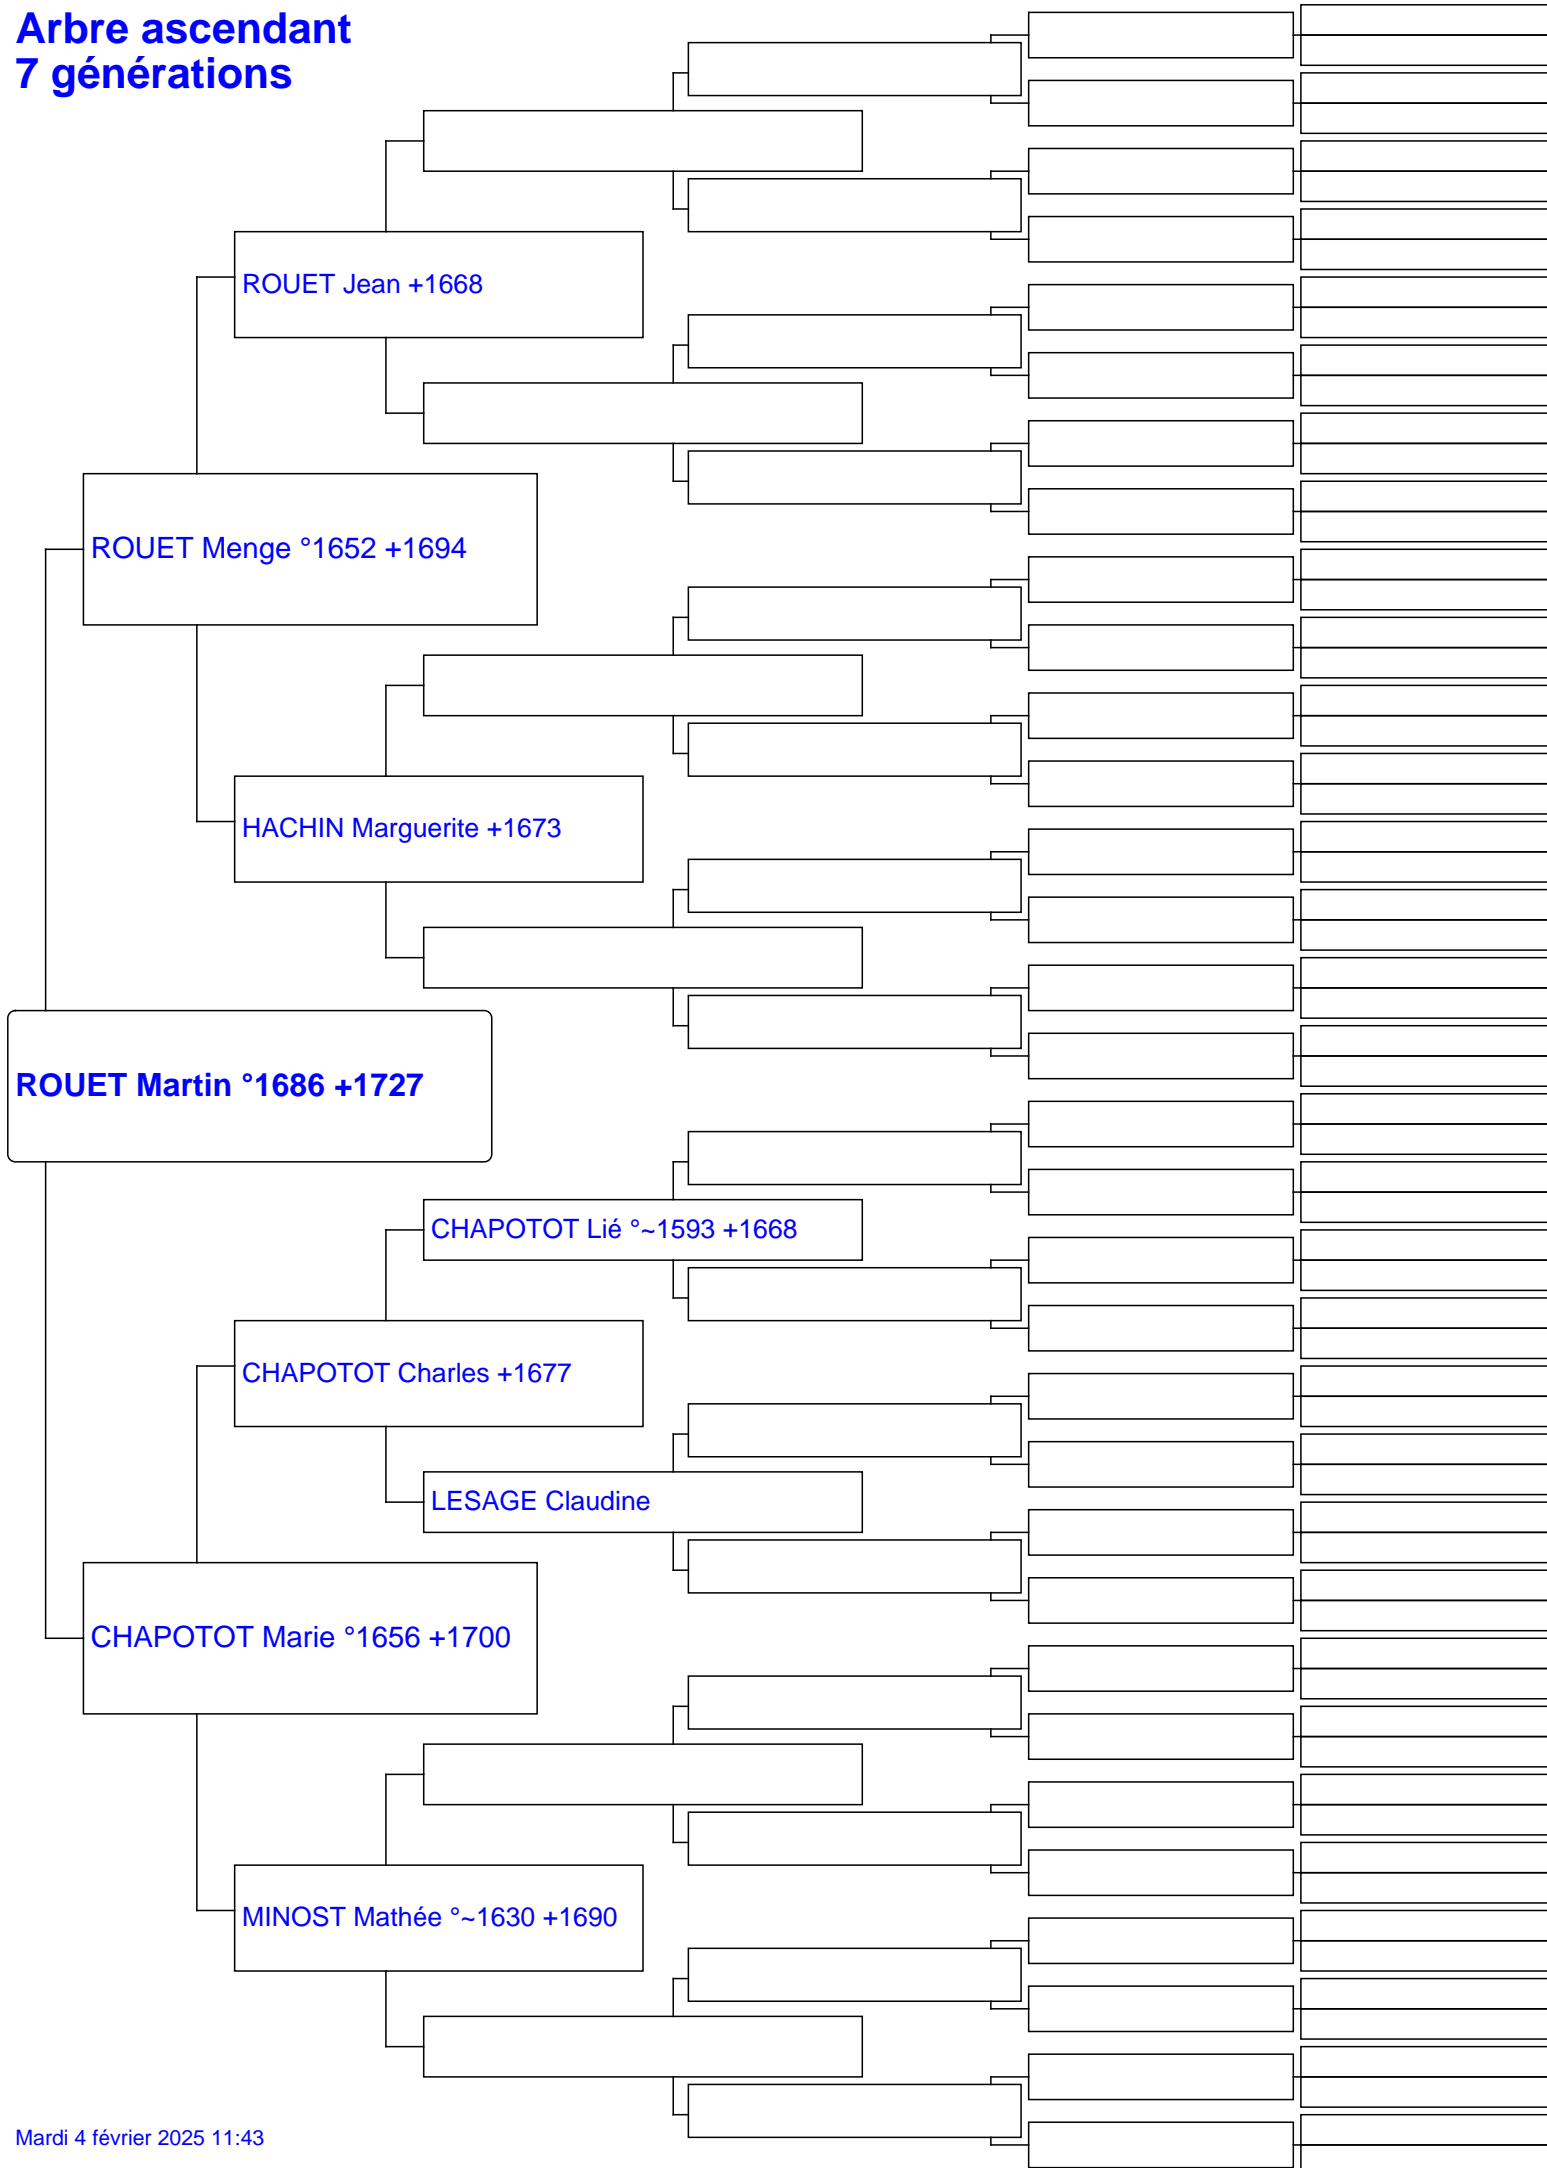 Arbre ascendant
7 générations
ROUET Jean +1668
ROUET Menge °1652 +1694
HACHIN Marguerite +1673
ROUET Martin °1686 +1727
CHAPOTOT Lié °~1593 +1668
CHAPOTOT Charles +1677
LESAGE Claudine
CHAPOTOT Marie °1656 +1700
MINOST Mathée °~1630 +1690
Mardi 4 février 2025 11:43